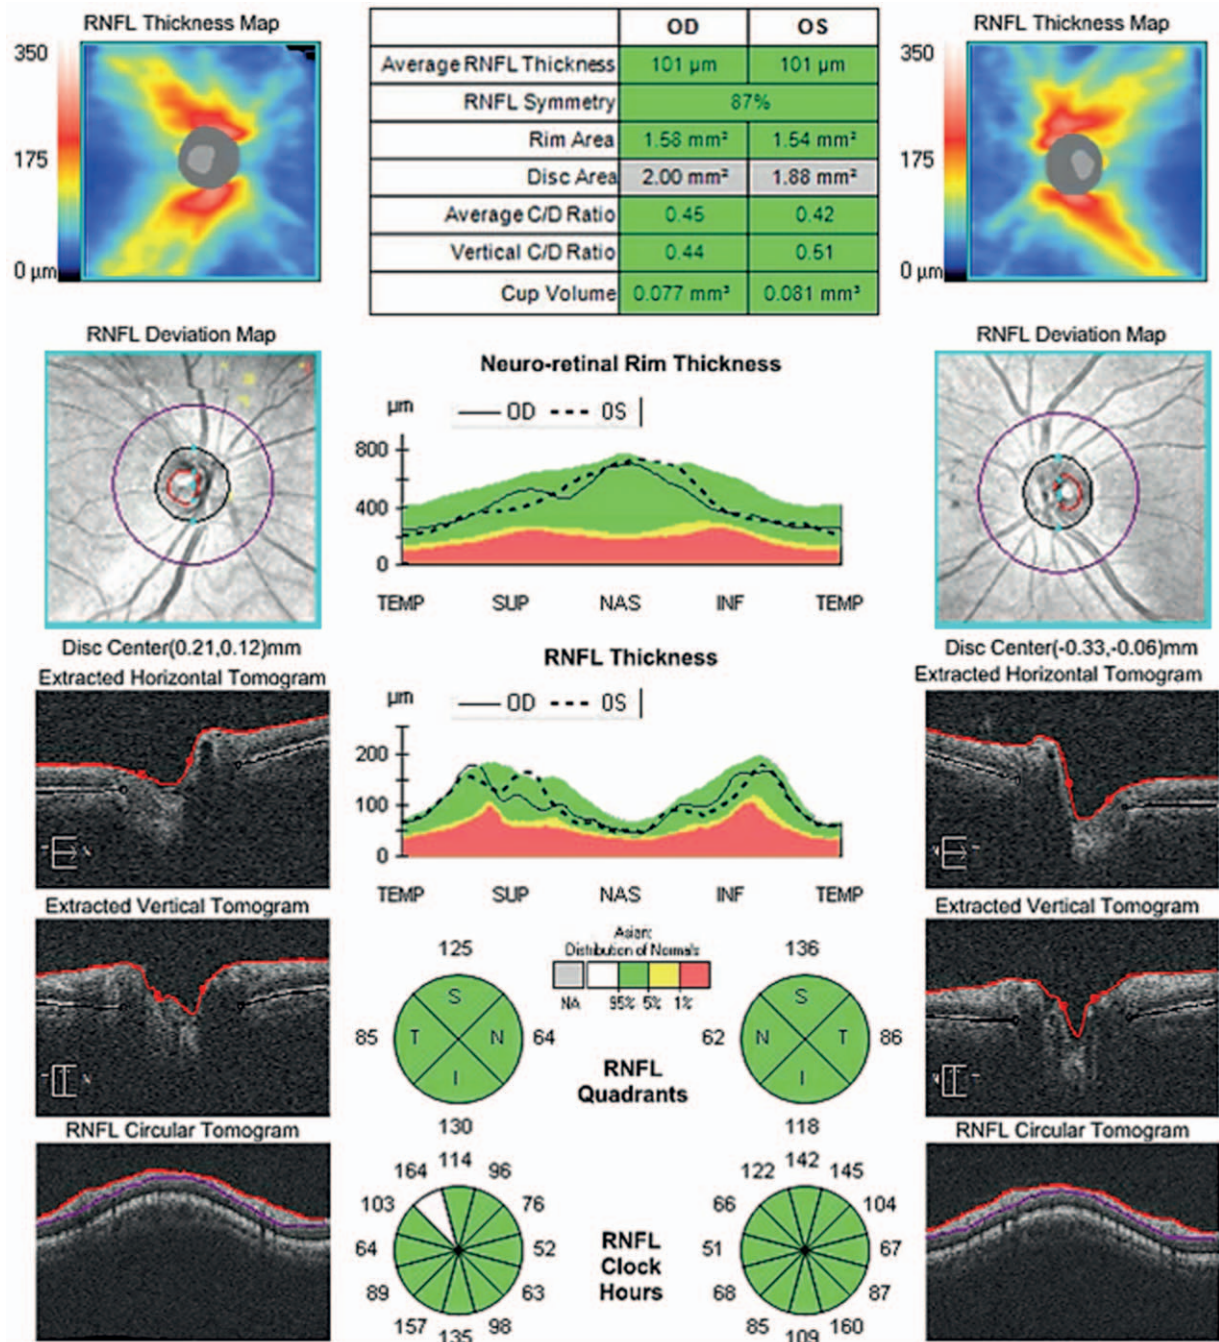 RNFL Thickness Map
350
175
0 µm
OD OS
Average RNFL Thickness 101 µm 101 µm
RNFL Symmetry 87%
Rim Area 1.58 mm² 1.54 mm²
Disc Area 2.00 mm² 1.88 mm²
Average C/D Ratio 0.45 0.42
Vertical C/D Ratio 0.44 0.51
Cup Volume 0.077 mm³ 0.081 mm³
RNFL Thickness Map
350
175
0 µm
RNFL Deviation Map
Disc Center(0.21,0.12)mm
Neuro-retinal Rim Thickness
µm
OD OS
800
400
0
TEMP SUP NAS INF TEMP
RNFL Deviation Map
Disc Center(-0.33,-0.06)mm
Extracted Horizontal Tomogram
RNFL Thickness
µm
OD OS
200
100
0
TEMP SUP NAS INF TEMP
Extracted Horizontal Tomogram
Extracted Vertical Tomogram
125
S
85 T N 64
I
130
Asian:
Distribution of Normals
NA 95% 5% 1%
RNFL
Quadrants
136
S
62 N T 86
I
118
Extracted Vertical Tomogram
RNFL Circular Tomogram
114
164 96
103 76
64 52
89 63
157 98
135
RNFL
Clock
Hours
142
122 145
66 104
51 67
68 87
85 160
109
RNFL Circular Tomogram